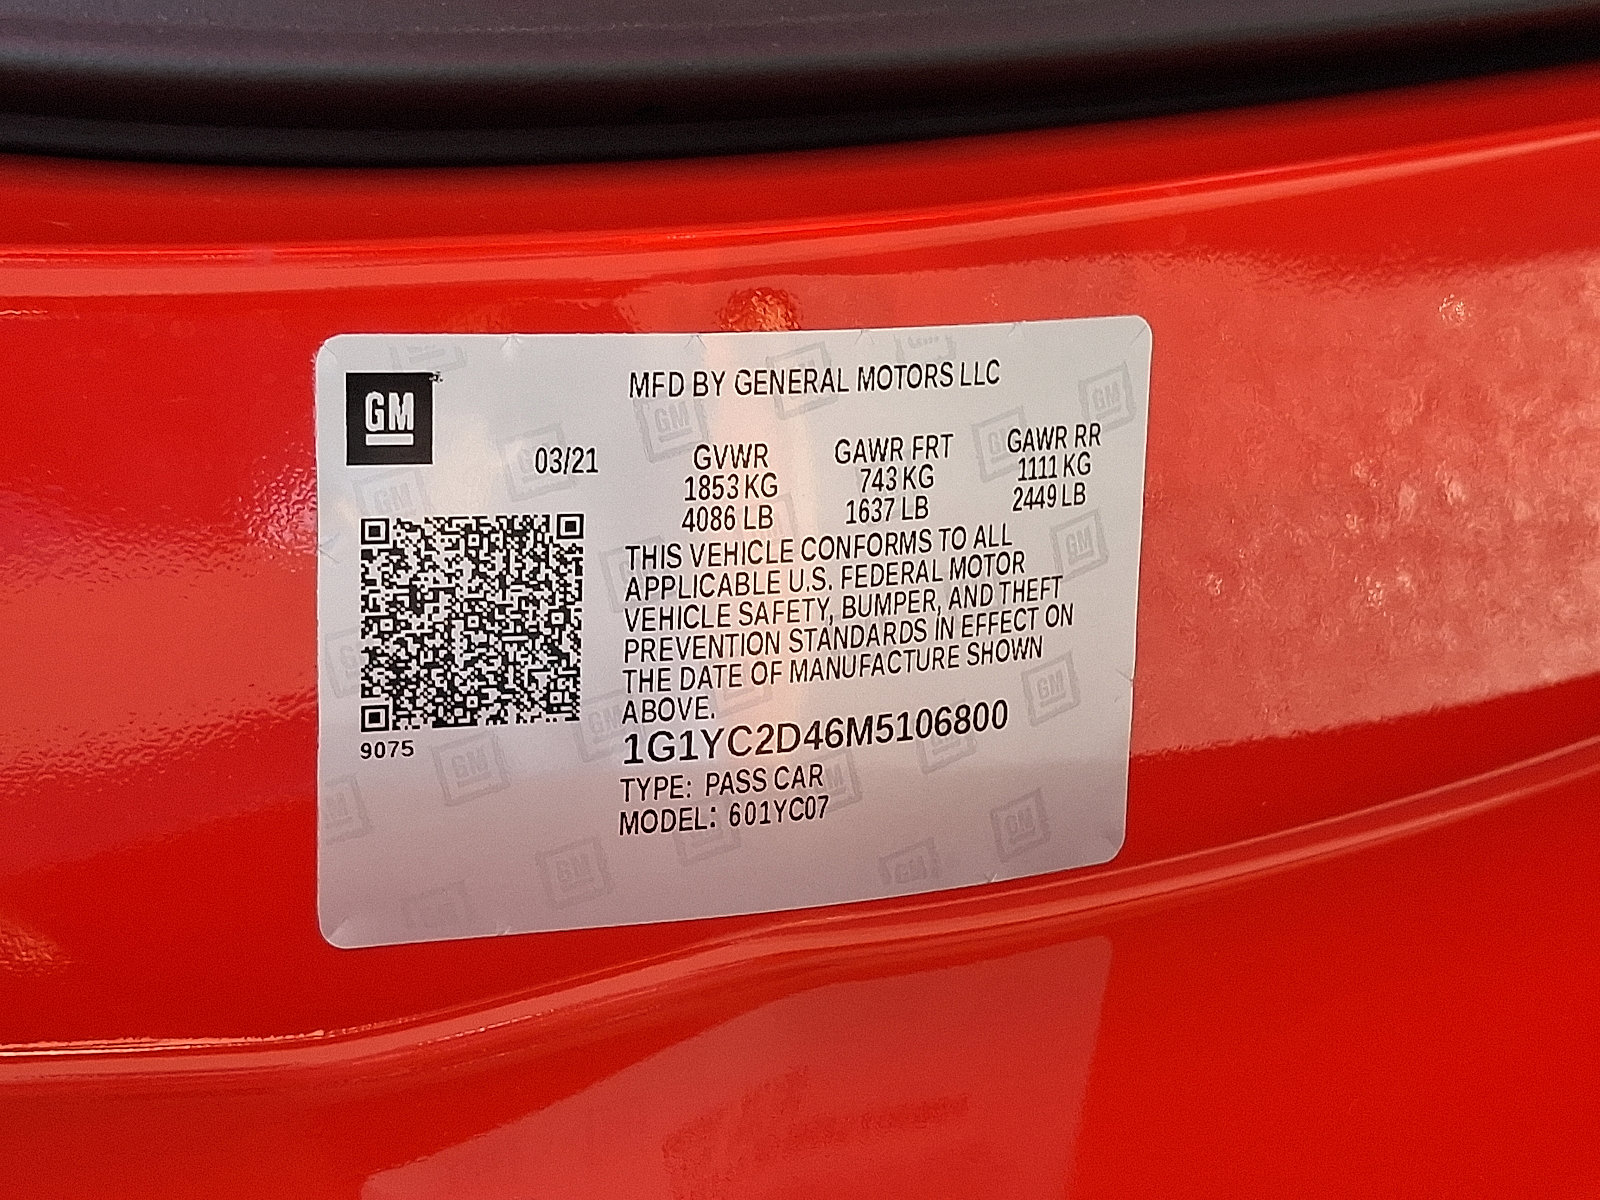 GM
MFD BY GENERAL MOTORS LLC
03/21
GVWR GAWR FRT GAWR RR
1853 KG 743 KG 1111 KG
4086 LB 1637 LB 2449 LB
THIS VEHICLE CONFORMS TO ALL
APPLICABLE U.S. FEDERAL MOTOR
VEHICLE SAFETY, BUMPER, AND THEFT
PREVENTION STANDARDS IN EFFECT ON
THE DATE OF MANUFACTURE SHOWN
ABOVE.
9075
1G1YC2D46M5106800
TYPE: PASS CAR
MODEL: 601YC07